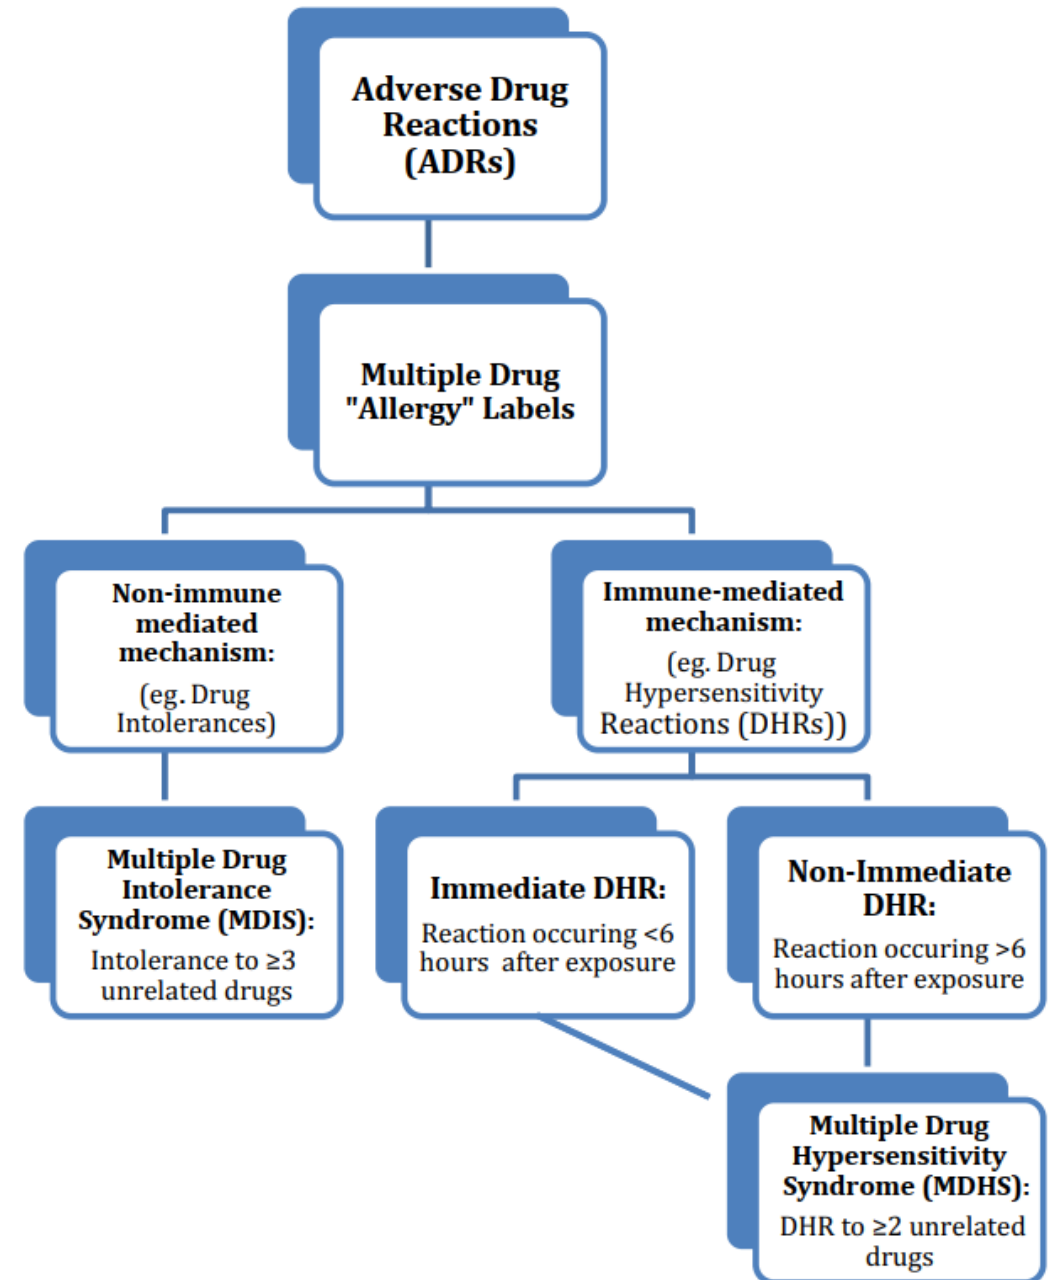 Adverse Drug
Reactions
(ADRs)
Multiple Drug
"Allergy" Labels
Non-immune
mediated
mechanism:
(eg. Drug
Intolerances)
Immune-mediated
mechanism:
(eg. Drug
Hypersensitivity
Reactions (DHRs))
Multiple Drug
Intolerance
Syndrome (MDIS):
Intolerance to ≥3
unrelated drugs
Immediate DHR:
Reaction occuring <6
hours after exposure
Non-Immediate
DHR:
Reaction occuring >6
hours after exposure
Multiple Drug
Hypersensitivity
Syndrome (MDHS):
DHR to ≥2 unrelated
drugs